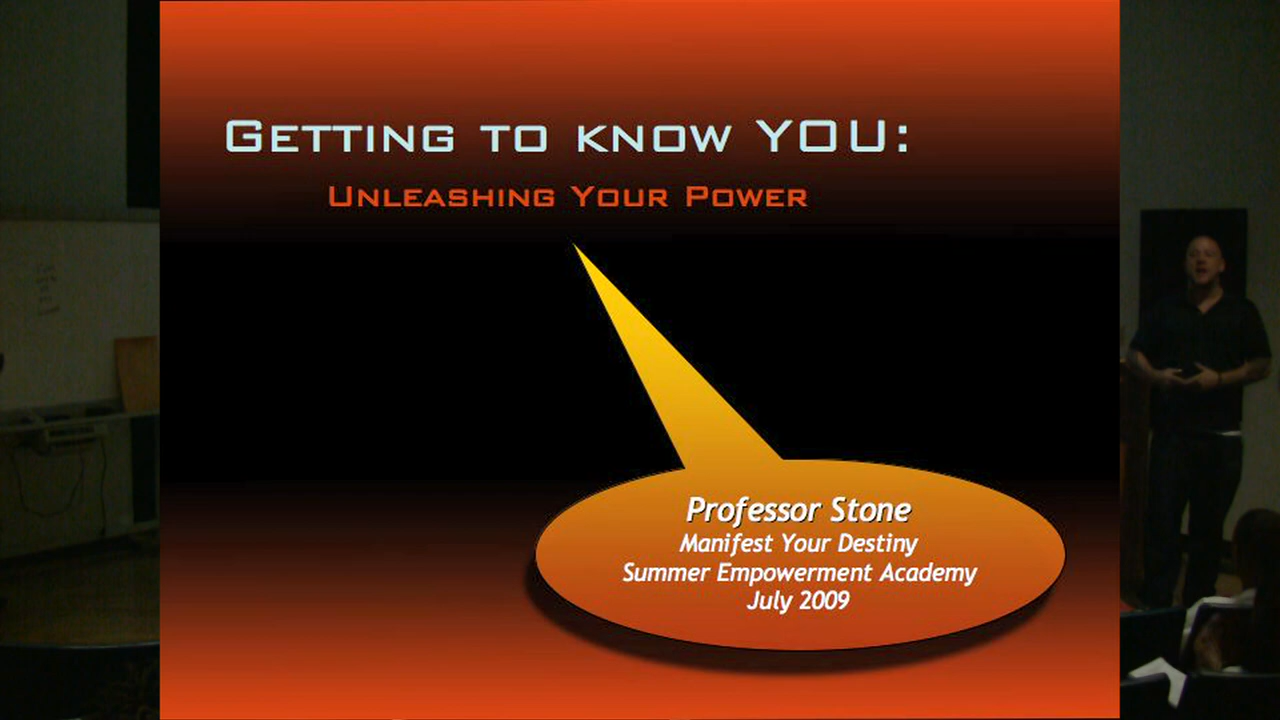 Getting to know YOU:
Unleashing Your Power
Professor Stone
Manifest Your Destiny
Summer Empowerment Academy
July 2009